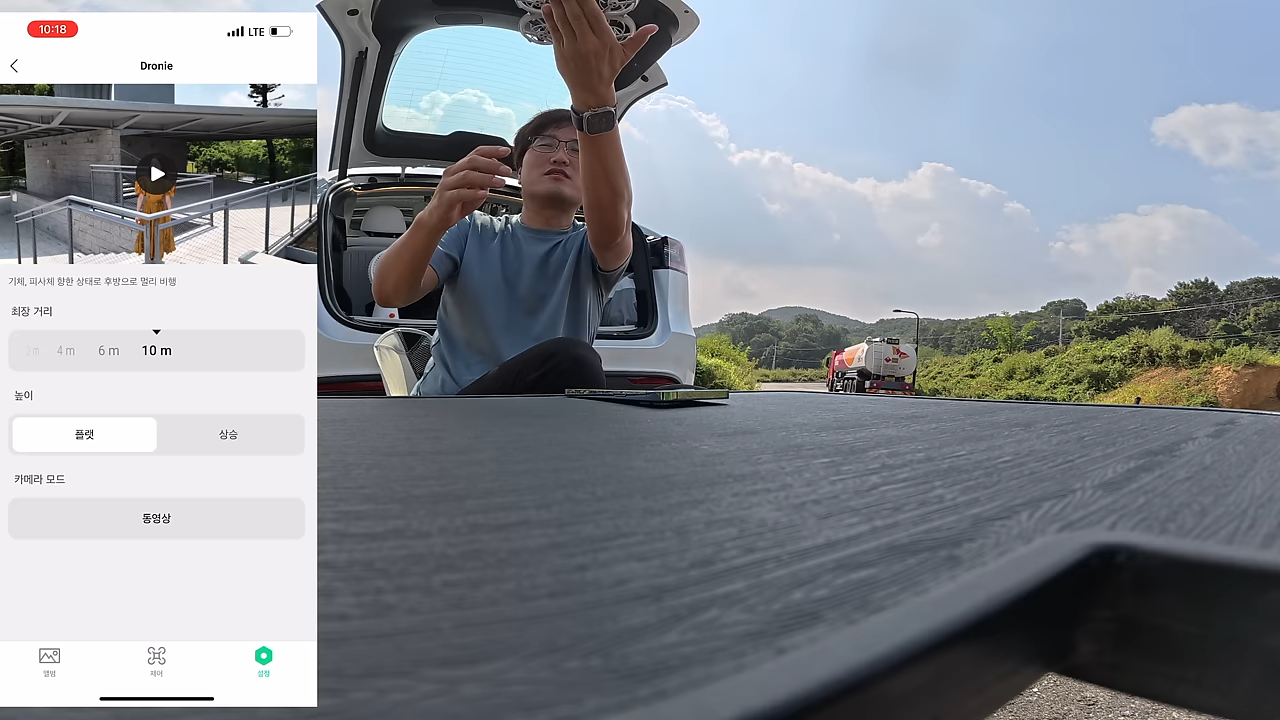 10:18
LTE
Dronie
기체, 피사체 향한 상태로 후방으로 멀리 비행
최장 거리
2 m 4 m 6 m 10 m
높이
플랫 상승
카메라 모드
동영상
앨범 제어 설정